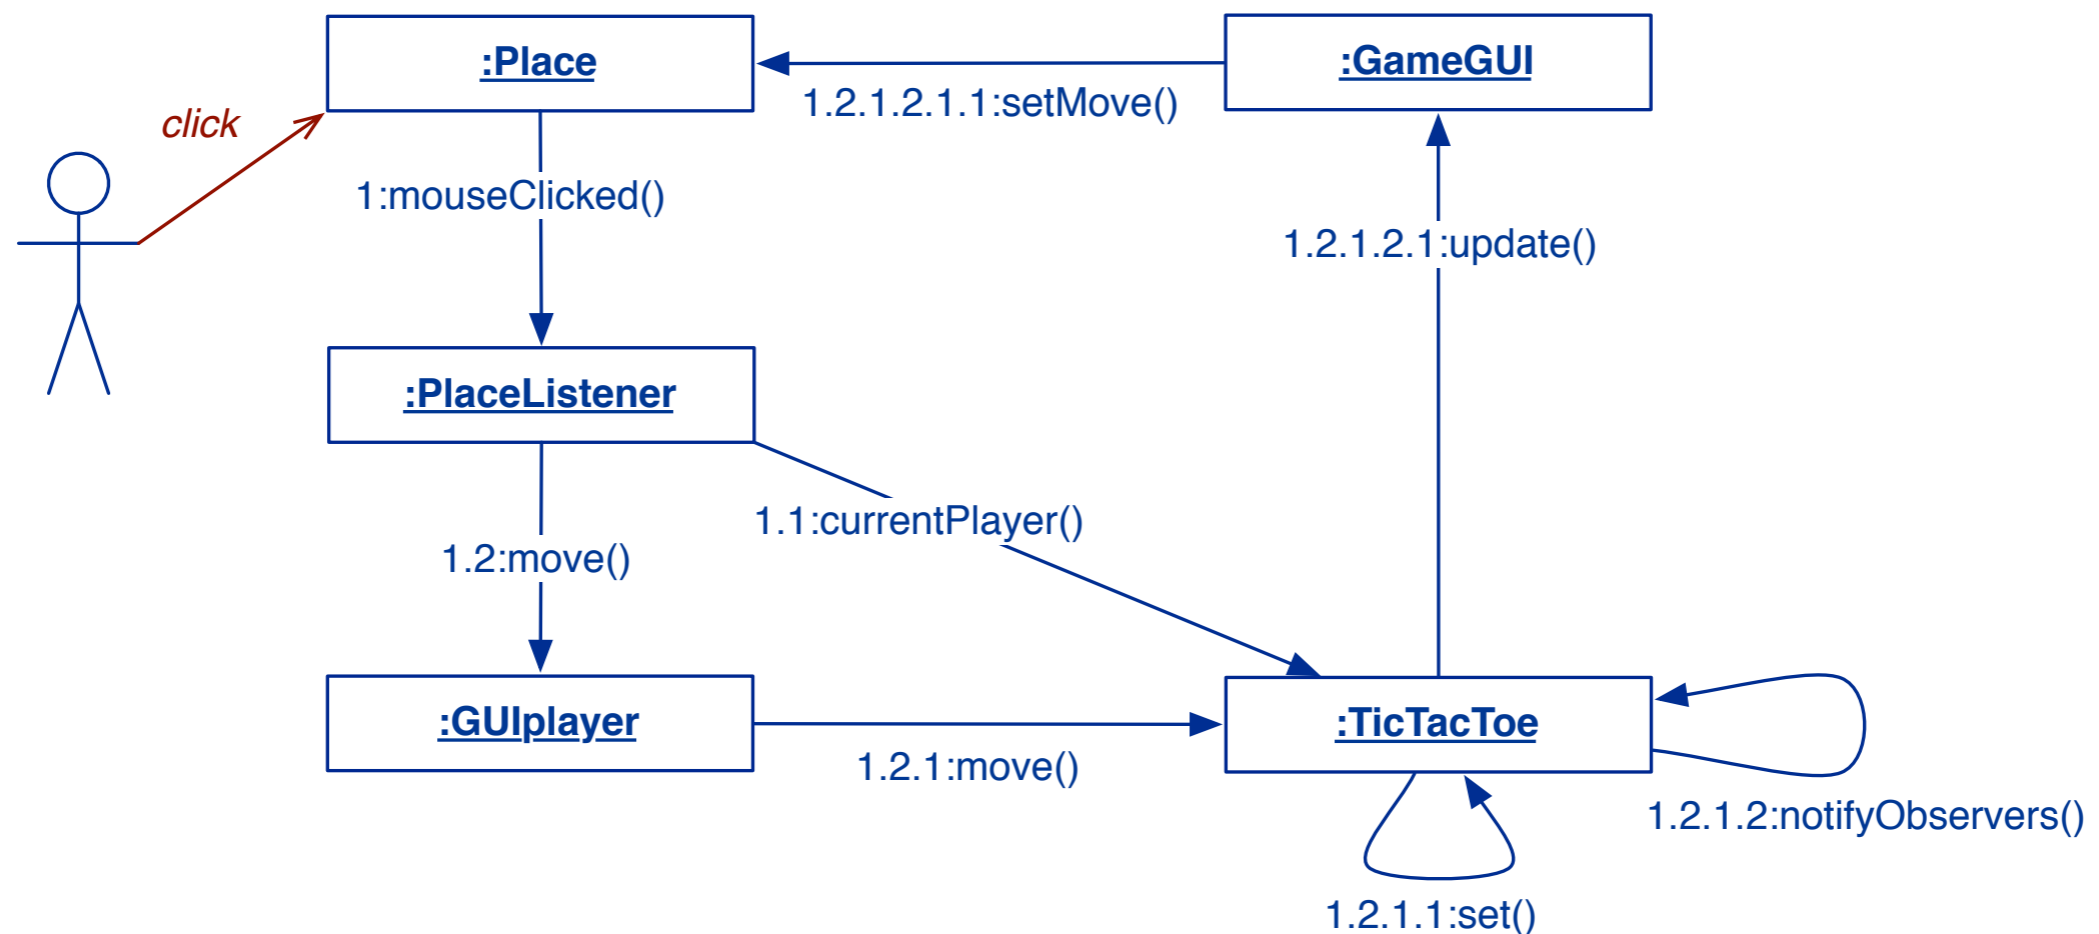 :Place
:GameGUI
click
1.2.1.2.1.1:setMove()
1:mouseClicked()
1.2.1.2.1:update()
:PlaceListener
1.1:currentPlayer()
1.2:move()
:GUIplayer
:TicTacToe
1.2.1:move()
1.2.1.2:notifyObservers()
1.2.1.1:set()